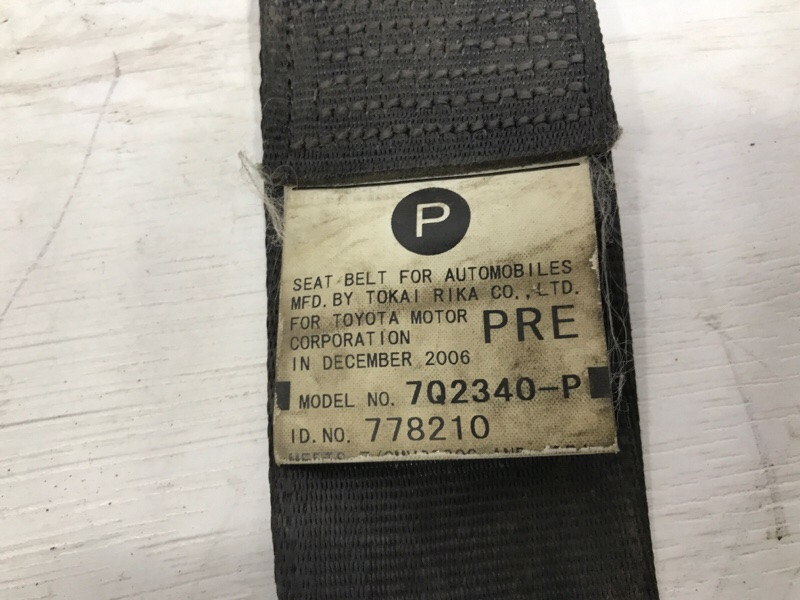 P
SEAT BELT FOR AUTOMOBILES
MFD. BY TOKAI RIKA CO., LTD.
FOR TOYOTA MOTOR
CORPORATION
PRE
IN DECEMBER 2006
MODEL NO. 7Q2340-P
ID. NO. 778210